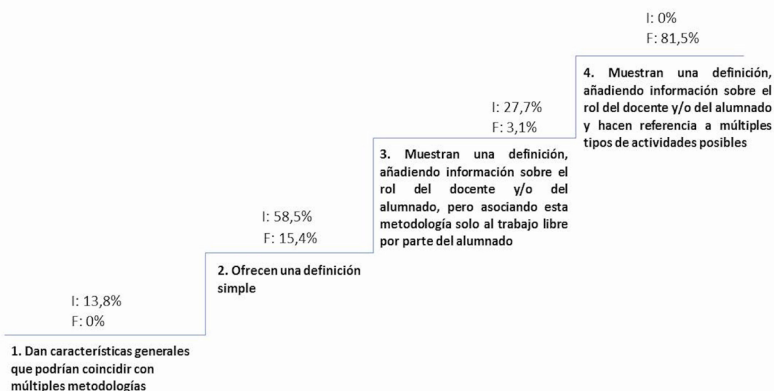 I: 0%
F: 81,5%
4. Muestran una definición,
añadiendo información sobre el
rol del docente y/o del alumnado
y hacen referencia a múltiples
tipos de actividades posibles
I: 27,7%
F: 3,1%
3. Muestran una definición,
añadiendo información sobre el
rol del docente y/o del
alumnado, pero asociando esta
metodología solo al trabajo libre
por parte del alumnado
I: 58,5%
F: 15,4%
2. Ofrecen una definición
simple
I: 13,8%
F: 0%
1. Dan características generales
que podrían coincidir con
múltiples metodologías